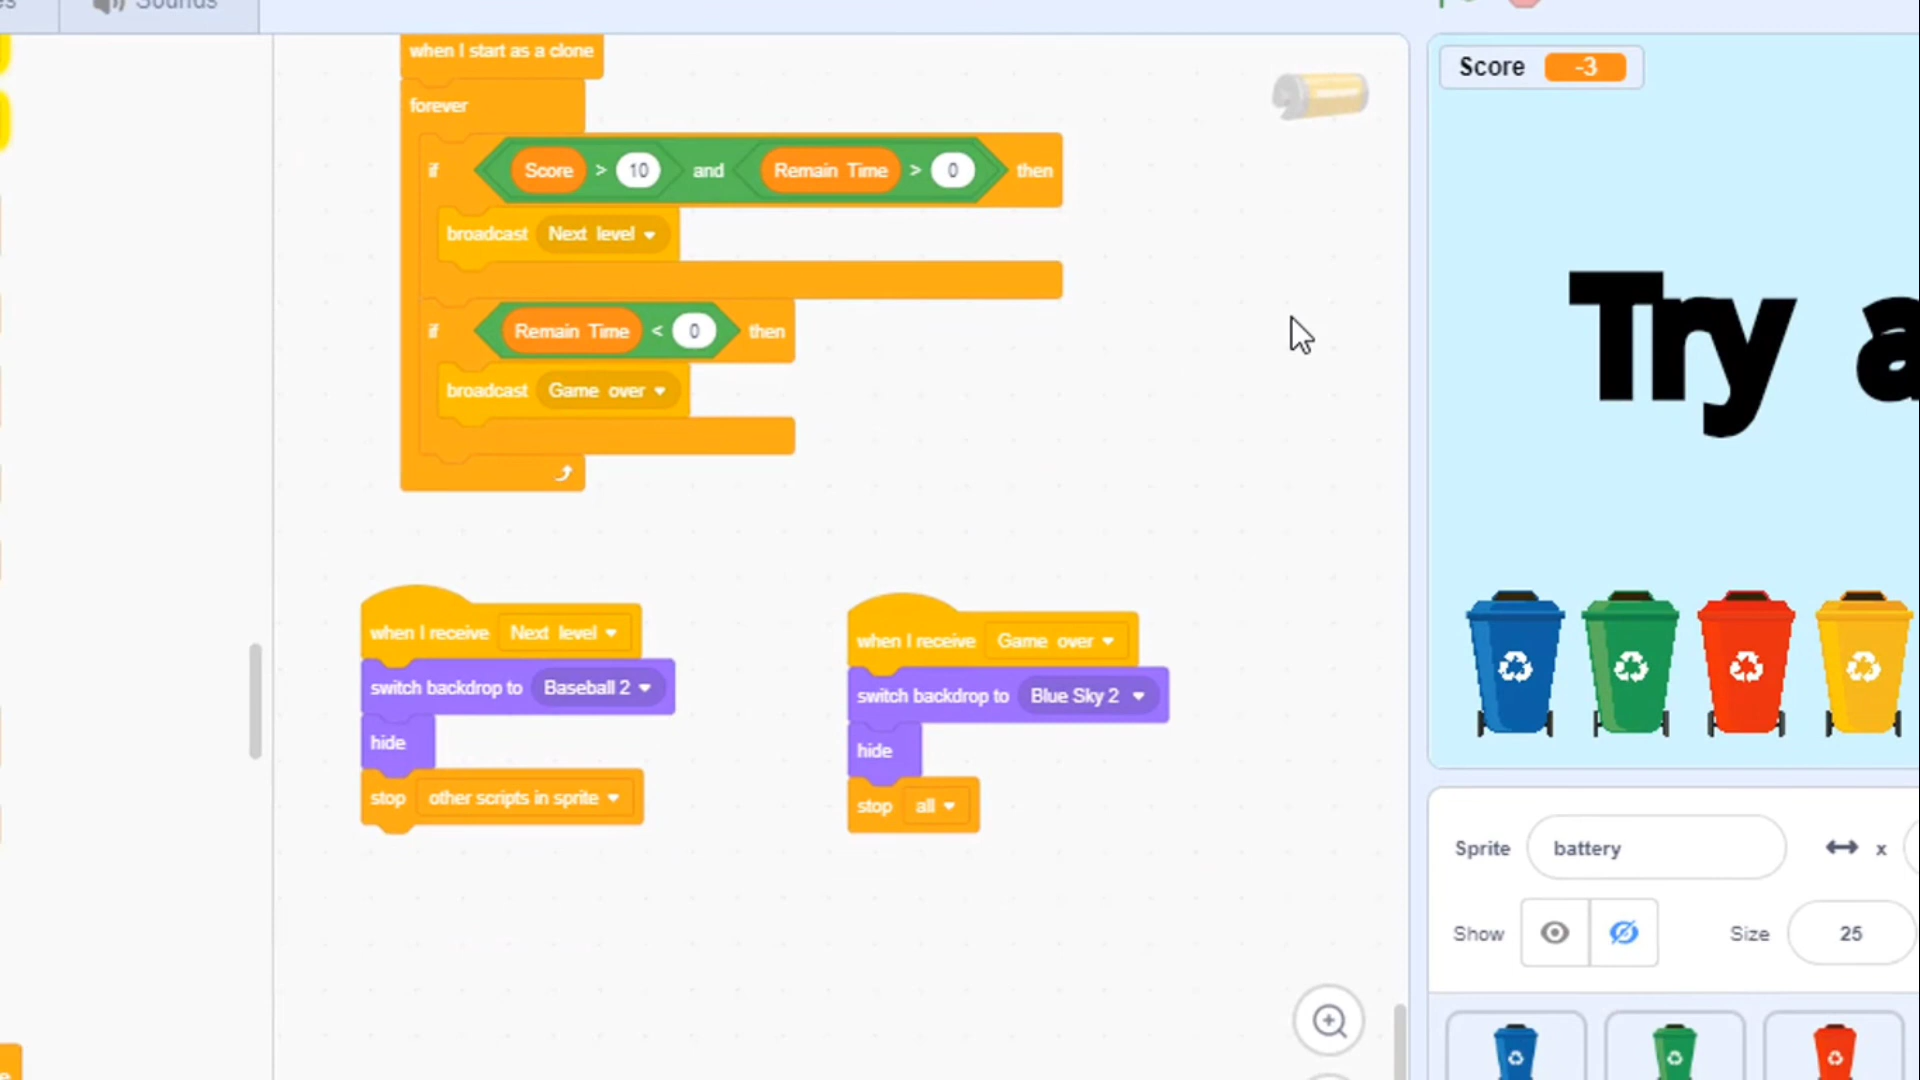 Sounds
when I start as a clone
forever
if Score > 10 and Remain Time > 0 then
broadcast Next level
if Remain Time < 0 then
broadcast Game over
when I receive Next level
switch backdrop to Baseball 2
hide
stop other scripts in sprite
when I receive Game over
switch backdrop to Blue Sky 2
hide
stop all
Score -3
Try a
Sprite battery x
Show Size 25